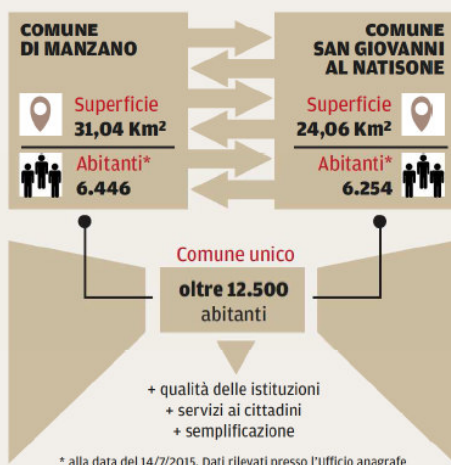 COMUNE
DI MANZANO
Superficie
31,04 Km²
Abitanti*
6.446
COMUNE
SAN GIOVANNI
AL NATISONE
Superficie
24,06 Km²
Abitanti*
6.254
Comune unico
oltre 12.500
abitanti
+ qualità delle istituzioni
+ servizi ai cittadini
+ semplificazione
* alla data del 14/7/2015. Dati rilevati presso l'Ufficio anagrafe